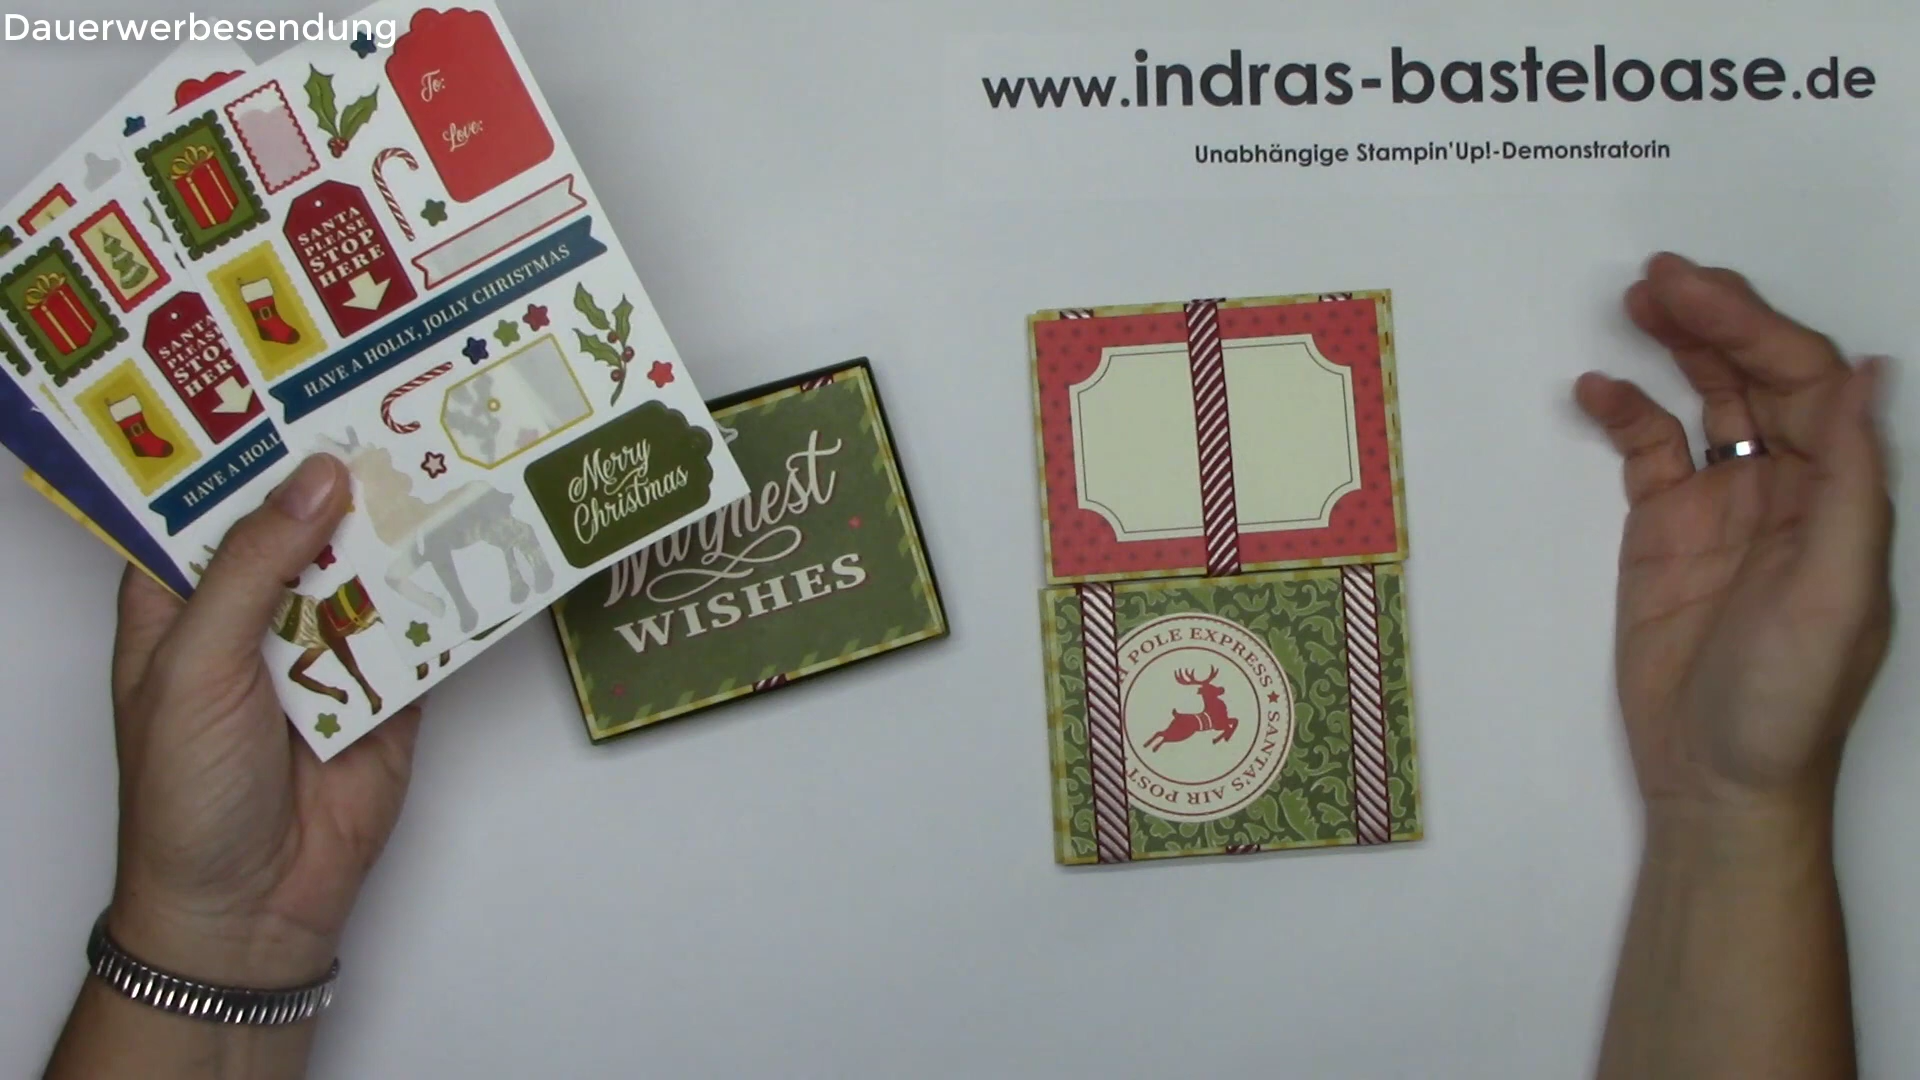 Dauerwerbesendung
www.indras-basteloase.de
Unabhängige Stampin'Up!-Demonstratorin
To:
Love:
SANTA
PLEASE
STOP
HERE
HAVE A HOLLY, JOLLY CHRISTMAS
Merry
Christmas
SANTA
PLEASE
STOP
HERE
HAVE A HOLL
WISHES
POLE EXPRESS ★ SANTA'S AIR POST